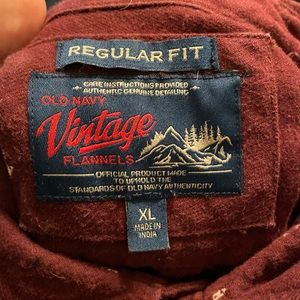 REGULAR FIT
CARE INSTRUCTIONS PROVIDED
AUTHENTIC GENUINE DETAILING
OLD NAVY
Vintage
FLANNELS
OFFICIAL PRODUCT MADE
TO UPHOLD THE
STANDARDS OF OLD NAVY AUTHENTICITY
XL
MADE IN
INDIA